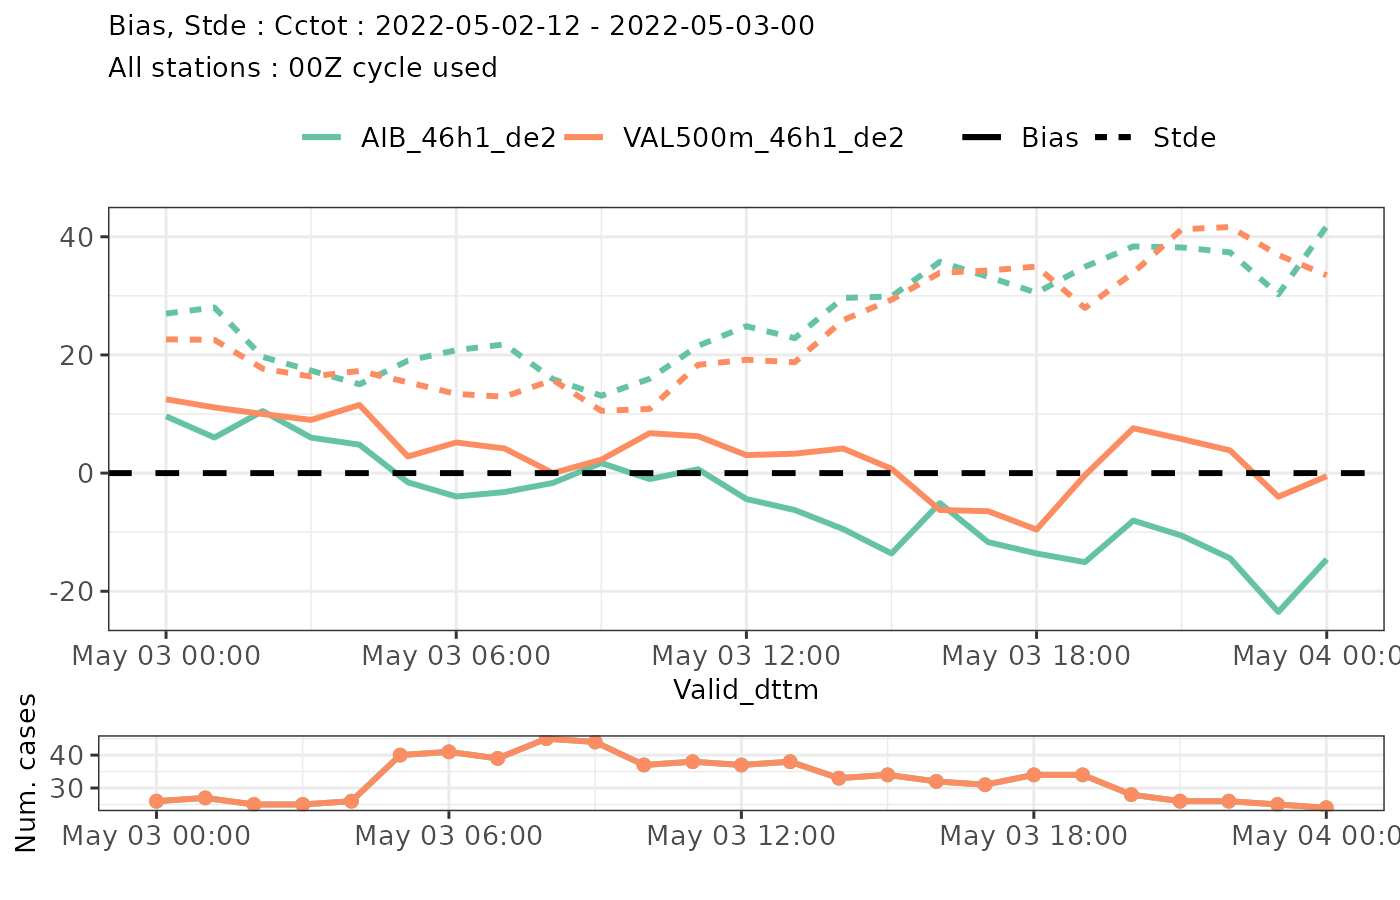 Bias, Stde : Cctot : 2022-05-02-12 - 2022-05-03-00
All stations : 00Z cycle used
AIB_46h1_de2 VAL500m_46h1_de2 Bias Stde
40
20
0
-20
May 03 00:00 May 03 06:00 May 03 12:00 May 03 18:00 May 04 00:0
Valid_dttm
Num. cases
40
30
May 03 00:00 May 03 06:00 May 03 12:00 May 03 18:00 May 04 00:0